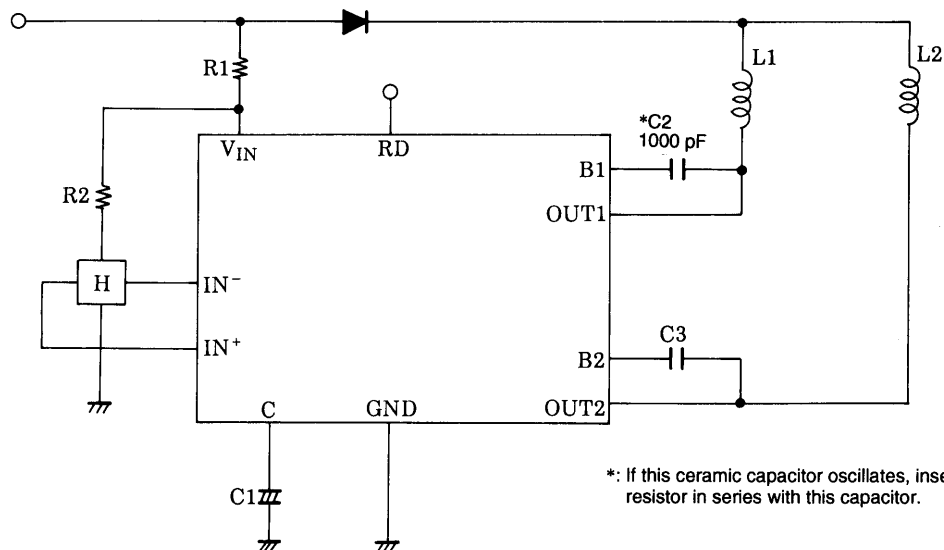 R1
L1
L2
*C2
1000 pF
VIN
RD
B1
R2
OUT1
H
IN-
IN+
C3
B2
C
GND
OUT2
C1
*: If this ceramic capacitor oscillates,
resistor in series with this capacitor.